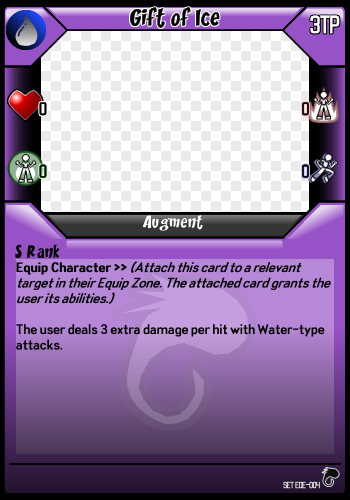 Gift of Ice
3TP
0
0
0
0
Augment
S Rank
Equip Character >> (Attach this card to a relevant
target in their Equip Zone. The attached card grants the
user its abilities.)
The user deals 3 extra damage per hit with Water-type
attacks.
SET EOE-004